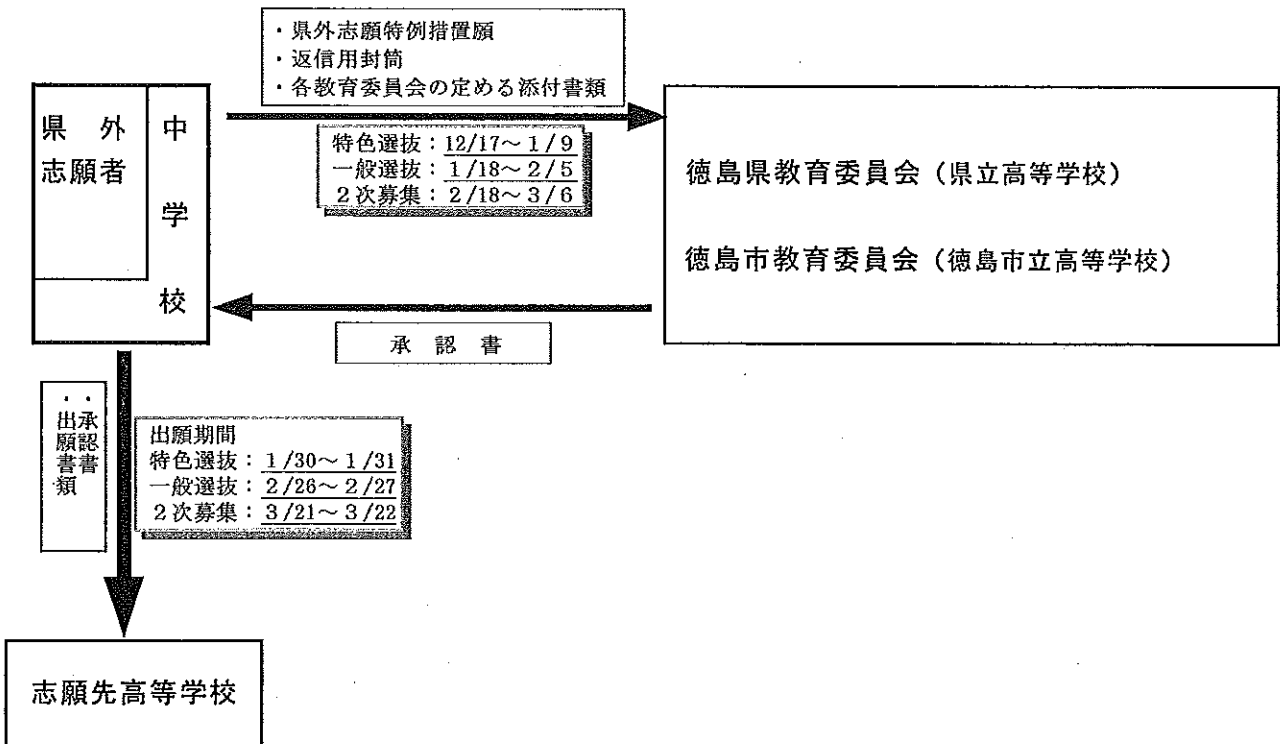 ・県外志願特例措置願
・返信用封筒
・各教育委員会の定める添付書類
県外
志願者
中学校
特色選抜：12/17～1/9
一般選抜：1/18～2/5
2次募集：2/18～3/6
徳島県教育委員会（県立高等学校）
徳島市教育委員会（徳島市立高等学校）
承認書
・承認書
・出願書類
出願期間
特色選抜：1/30～1/31
一般選抜：2/26～2/27
2次募集：3/21～3/22
志願先高等学校